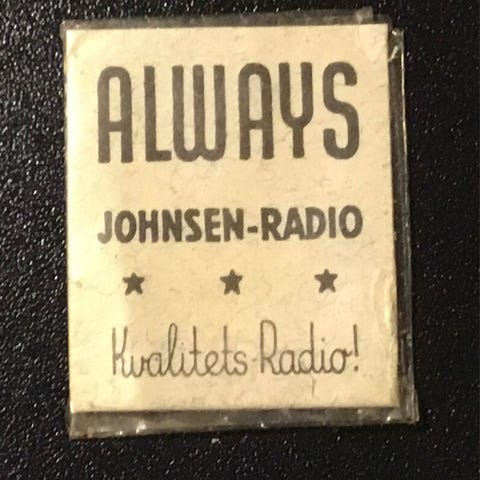 ALWAYS
JOHNSEN-RADIO
★ ★ ★
Kvalitets-Radio!